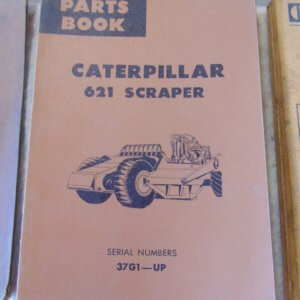 PARTS
BOOK
CATERPILLAR
621 SCRAPER
SERIAL NUMBERS
37G1—UP